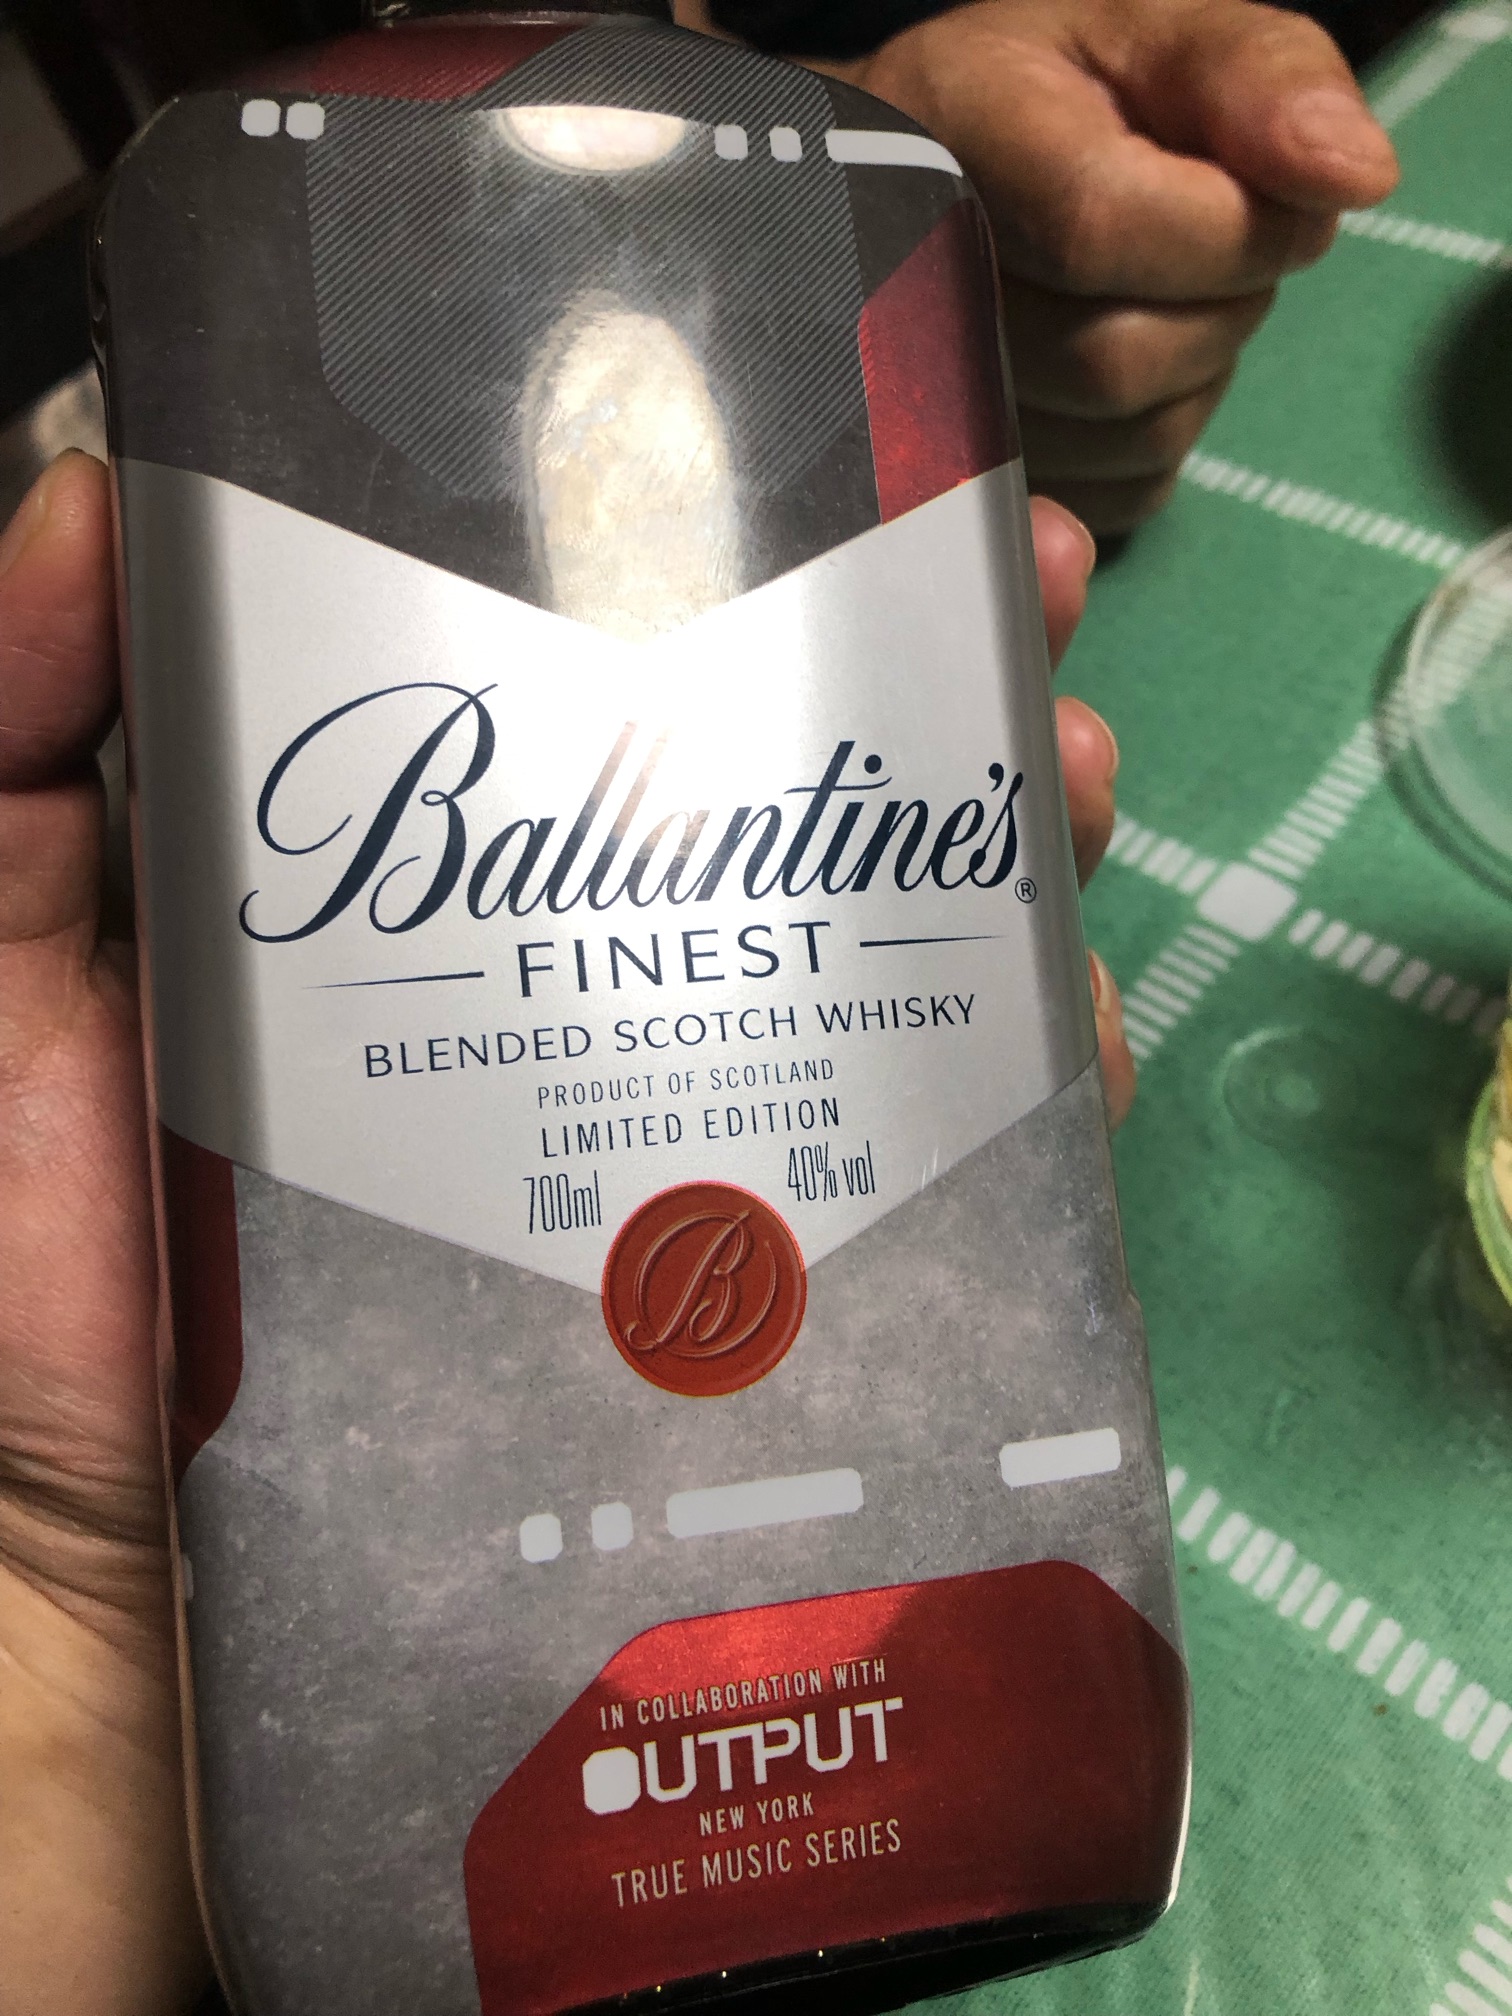 Ballantine's®
FINEST
BLENDED SCOTCH WHISKY
PRODUCT OF SCOTLAND
LIMITED EDITION
700ml 40% vol
B
IN COLLABORATION WITH
OUTPUT
NEW YORK
TRUE MUSIC SERIES